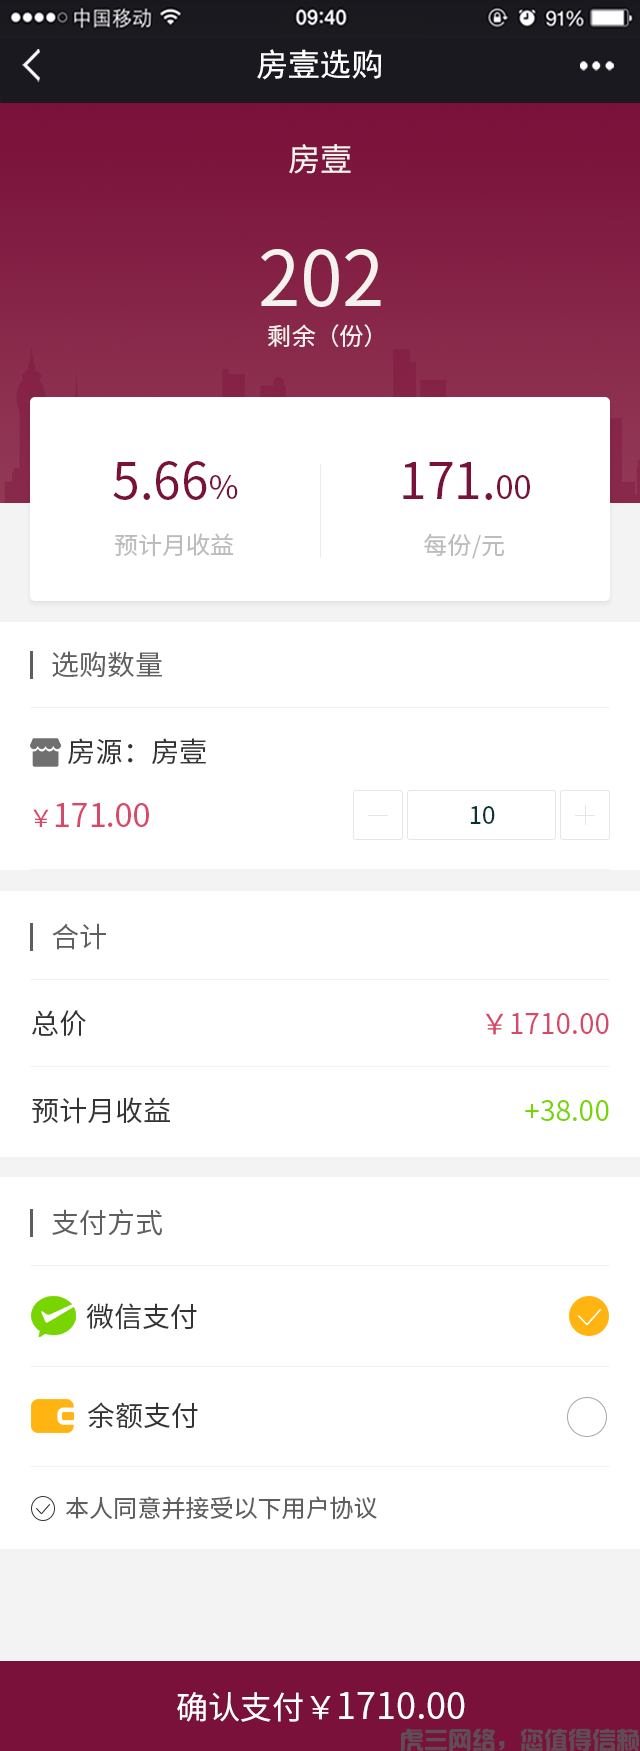 中国移动 09:40 91%
房壹选购
房壹
202
剩余（份）
5.66% 171.00
预计月收益 每份/元
选购数量
房源：房壹
￥171.00 10
合计
总价 ￥1710.00
预计月收益 +38.00
支付方式
微信支付
余额支付
本人同意并接受以下用户协议
确认支付￥1710.00
虎三网络，您值得信赖